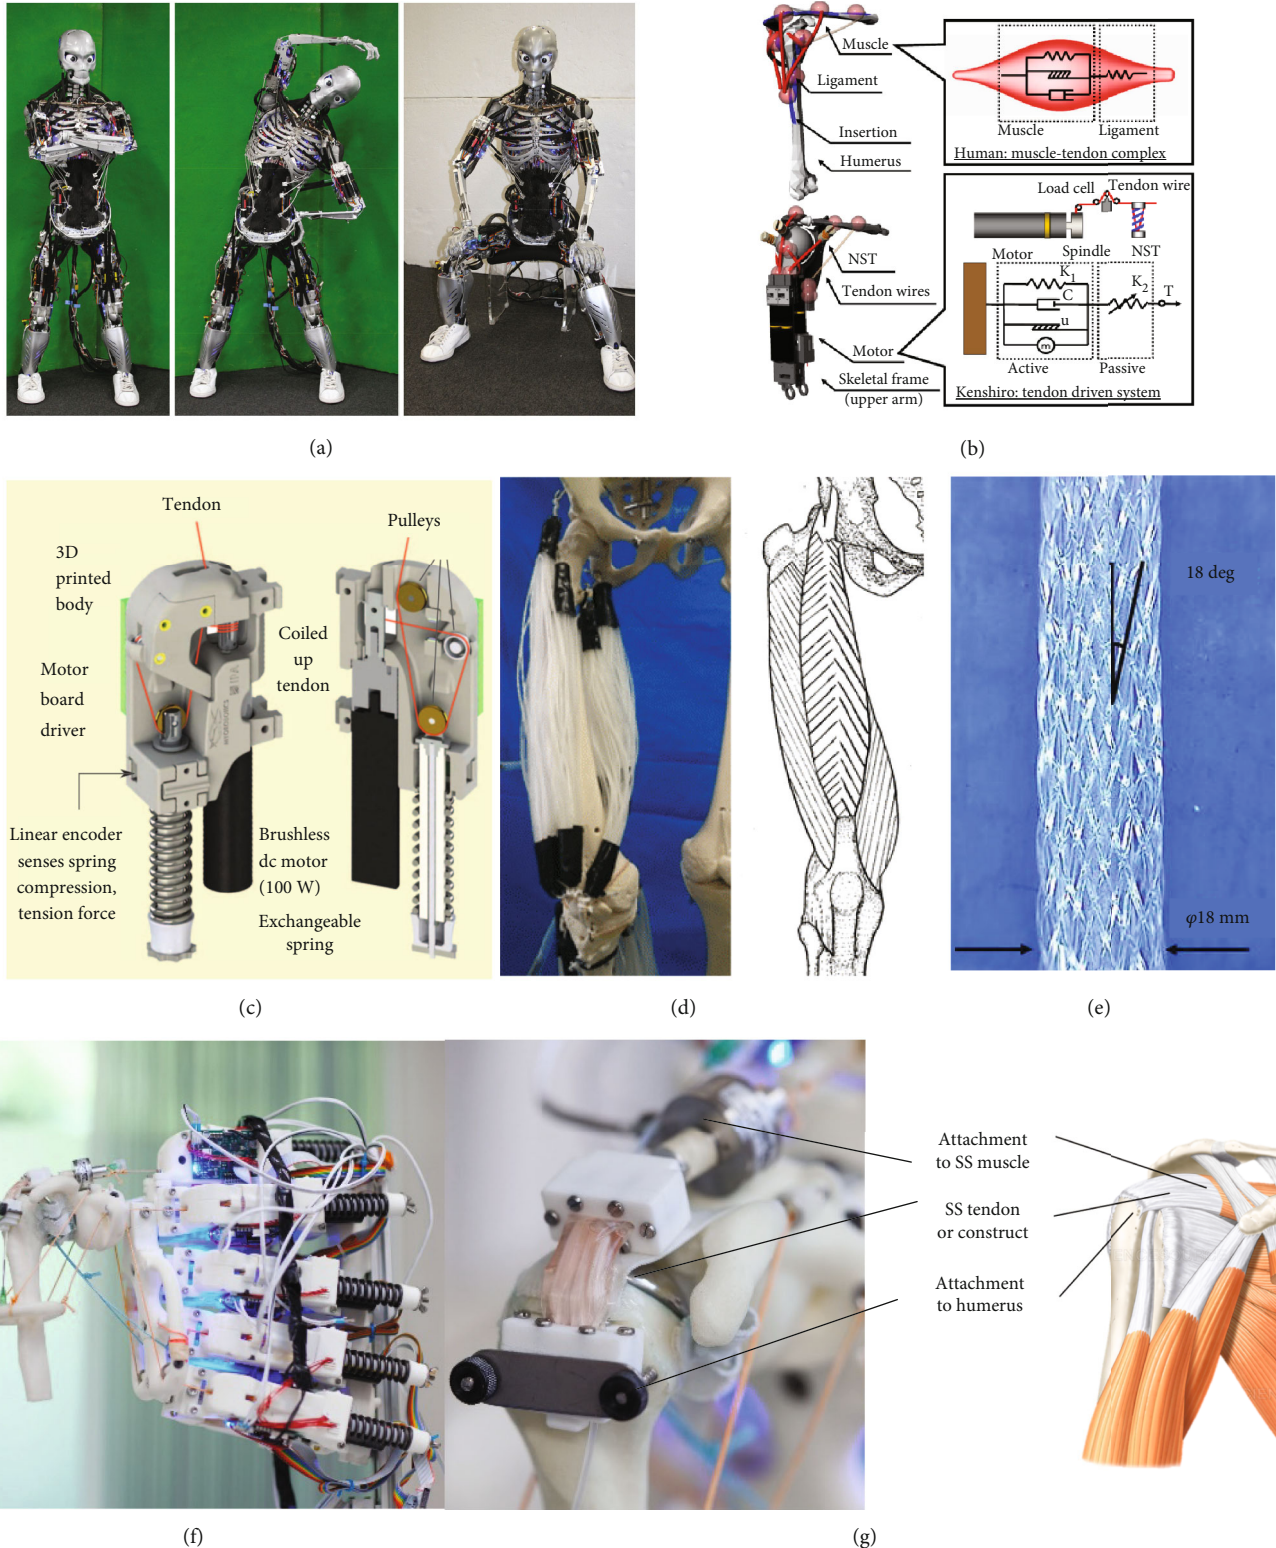 (a)
Muscle
Ligament
Insertion
Humerus
NST
Tendon wires
Motor
Skeletal frame
(upper arm)
Muscle
Ligament
Human: muscle-tendon complex
Load cell
Tendon wire
Motor
Spindle
NST
K1
C
u
m
K2
T
Active
Passive
Kenshiro: tendon driven system
(b)
Tendon
Pulleys
3D
printed
body
Coiled
up
tendon
Motor
board
driver
Linear encoder
senses spring
compression,
tension force
Brushless
dc motor
(100 W)
Exchangeable
spring
(c)
(d)
18 deg
φ18 mm
(e)
(f)
Attachment
to SS muscle
SS tendon
or construct
Attachment
to humerus
(g)